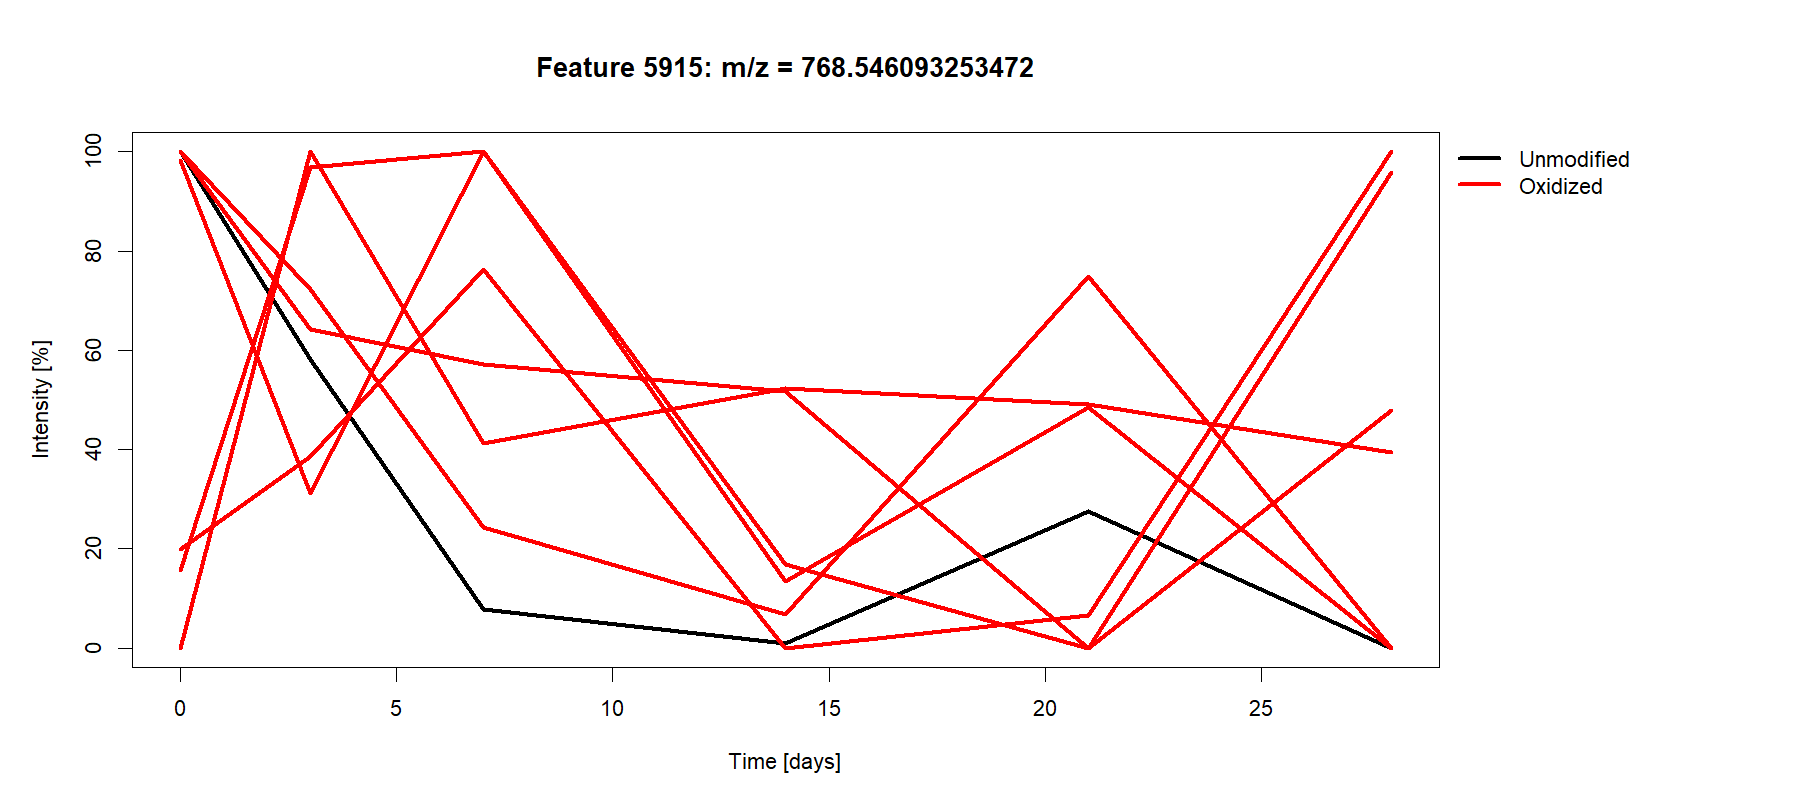 Feature 5915: m/z = 768.546093253472
Unmodified
Oxidized
Intensity [%]
100
80
60
40
20
0
0 5 10 15 20 25
Time [days]